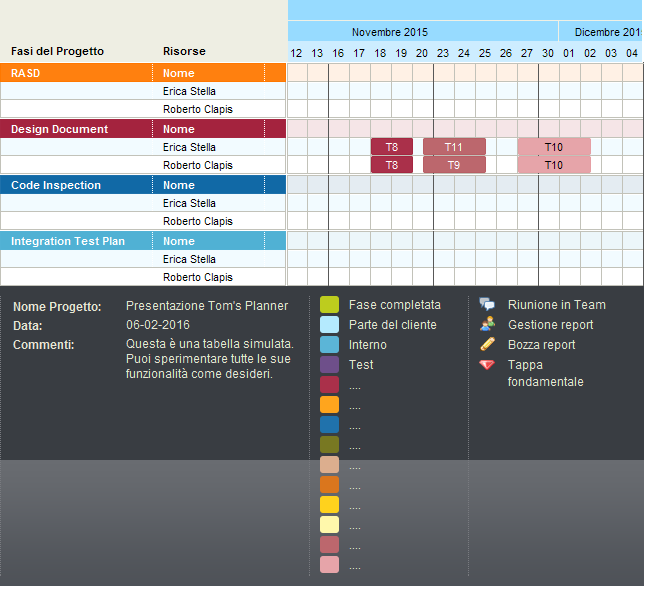 Novembre 2015 Dicembre 201
Fasi del Progetto Risorse 12 13 16 17 18 19 20 23 24 25 26 27 30 01 02 03 04
RASD Nome
Erica Stella
Roberto Clapis
Design Document Nome
Erica Stella T8 T11 T10
Roberto Clapis T8 T9 T10
Code Inspection Nome
Erica Stella
Roberto Clapis
Integration Test Plan Nome
Erica Stella
Roberto Clapis
Nome Progetto: Presentazione Tom's Planner
Data: 06-02-2016
Commenti: Questa è una tabella simulata.
Puoi sperimentare tutte le sue
funzionalità come desideri.
Fase completata
Parte del cliente
Interno
Test
....
....
....
....
....
....
....
....
....
....
Riunione in Team
Gestione report
Bozza report
Tappa
fondamentale